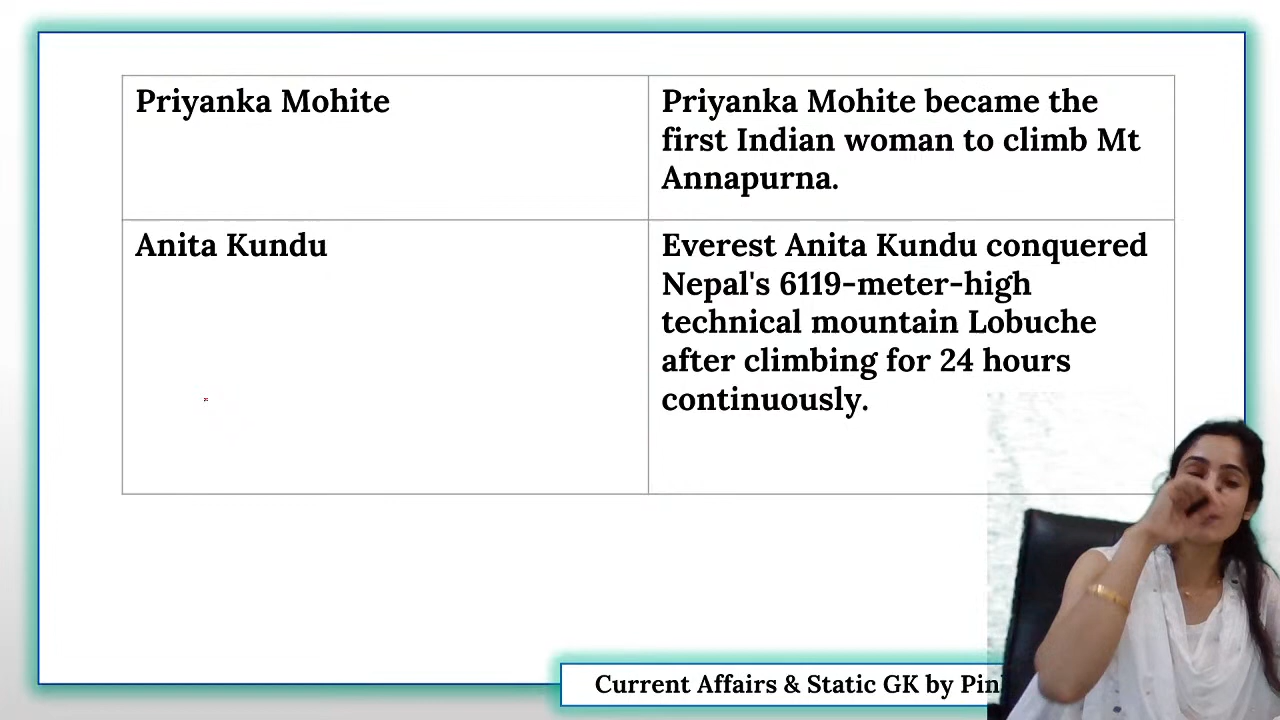 Priyanka Mohite
Priyanka Mohite became the
first Indian woman to climb Mt
Annapurna.
Anita Kundu
Everest Anita Kundu conquered
Nepal's 6119-meter-high
technical mountain Lobuche
after climbing for 24 hours
continuously.
Current Affairs & Static GK by